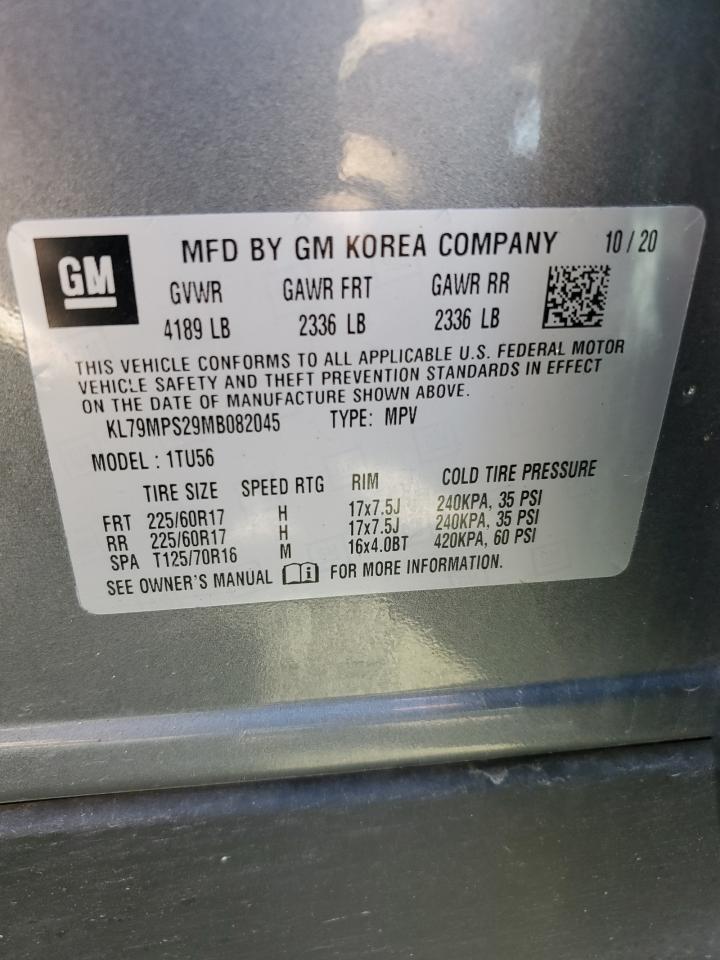 GM
MFD BY GM KOREA COMPANY 10 / 20
GVWR GAWR FRT GAWR RR
4189 LB 2336 LB 2336 LB
THIS VEHICLE CONFORMS TO ALL APPLICABLE U.S. FEDERAL MOTOR
VEHICLE SAFETY AND THEFT PREVENTION STANDARDS IN EFFECT
ON THE DATE OF MANUFACTURE SHOWN ABOVE.
KL79MPS29MB082045 TYPE: MPV
MODEL : 1TU56
TIRE SIZE SPEED RTG RIM COLD TIRE PRESSURE
FRT 225/60R17 H 17x7.5J 240KPA, 35 PSI
RR 225/60R17 H 17x7.5J 240KPA, 35 PSI
SPA T125/70R16 M 16x4.0BT 420KPA, 60 PSI
SEE OWNER'S MANUAL FOR MORE INFORMATION.